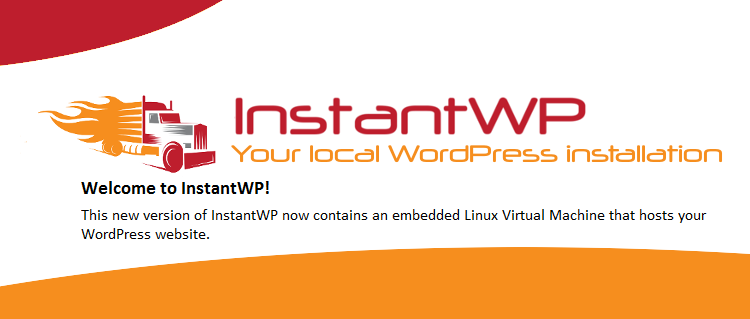 InstantWP
Your local WordPress installation
Welcome to InstantWP!
This new version of InstantWP now contains an embedded Linux Virtual Machine that hosts your
WordPress website.